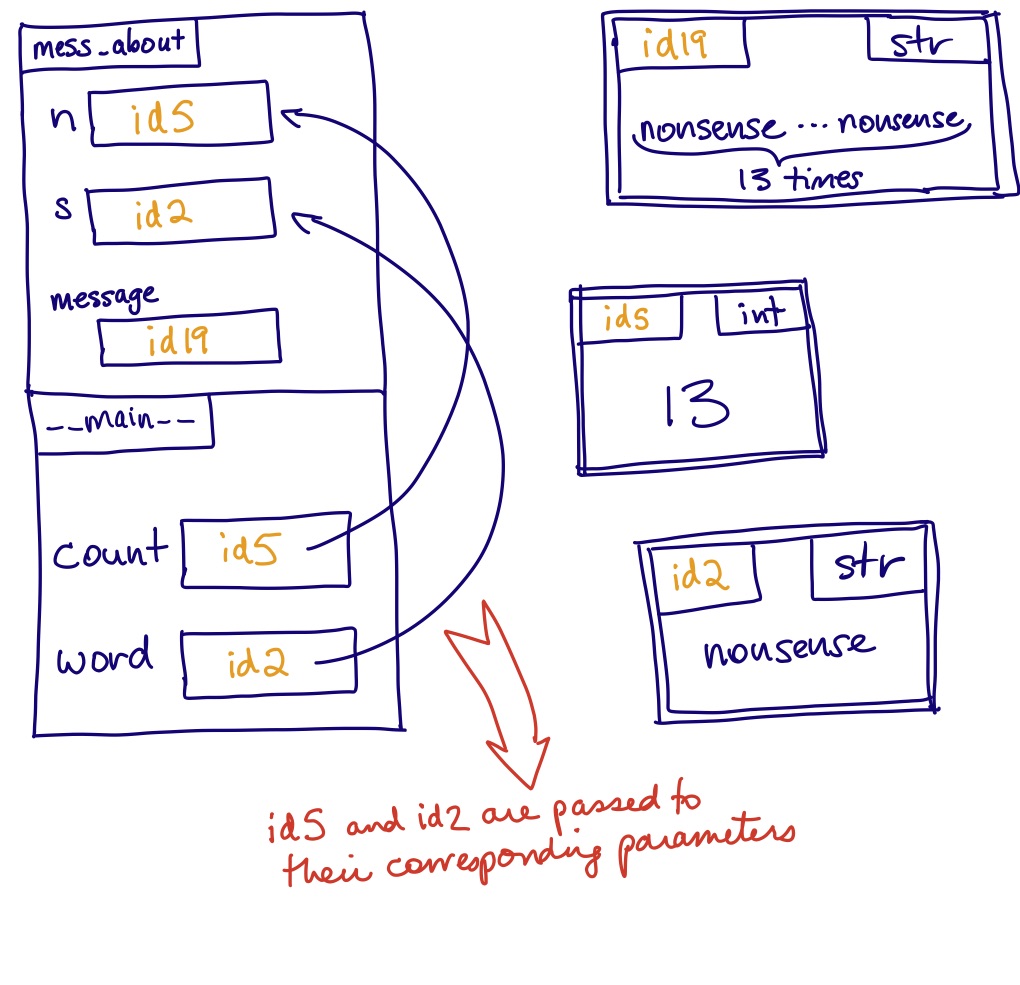 mess_about
n id5
s id2
message
id19
__main__
count id5
word id2
id19 str
nonsense ... nonsense
13 times
id5 int
13
id2 str
nonsense
id5 and id2 are passed to
their corresponding parameters